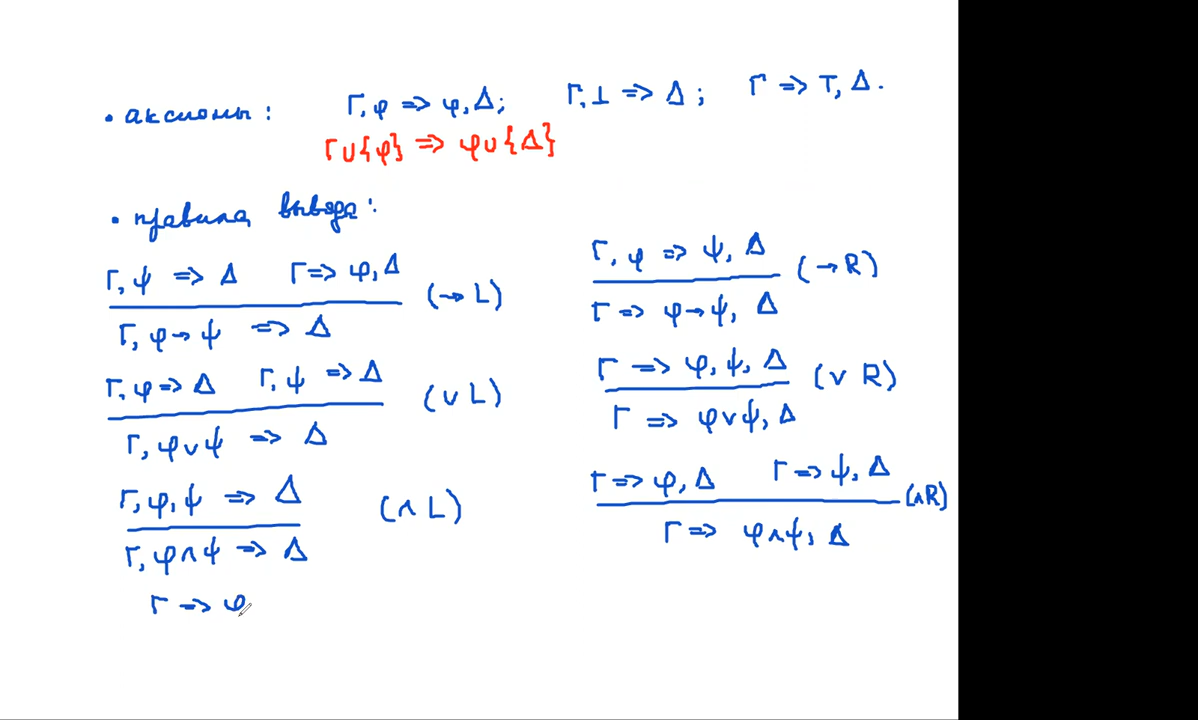 • аксиомы: Γ, φ => φ, Δ; Γ, ⊥ => Δ; Γ => T, Δ.
Γ∪{φ} => φ∪{Δ}
• правила вывода:
Γ, ψ => Δ Γ => φ, Δ (→ L)
Γ, φ → ψ => Δ
Γ, φ => ψ, Δ (→ R)
Γ => φ → ψ, Δ
Γ, φ => Δ Γ, ψ => Δ (∨ L)
Γ, φ ∨ ψ => Δ
Γ => φ, ψ, Δ (∨ R)
Γ => φ ∨ ψ, Δ
Γ, φ, ψ => Δ (∧ L)
Γ, φ ∧ ψ => Δ
Γ => φ, Δ Γ => ψ, Δ (∧ R)
Γ => φ ∧ ψ, Δ
Γ => φ